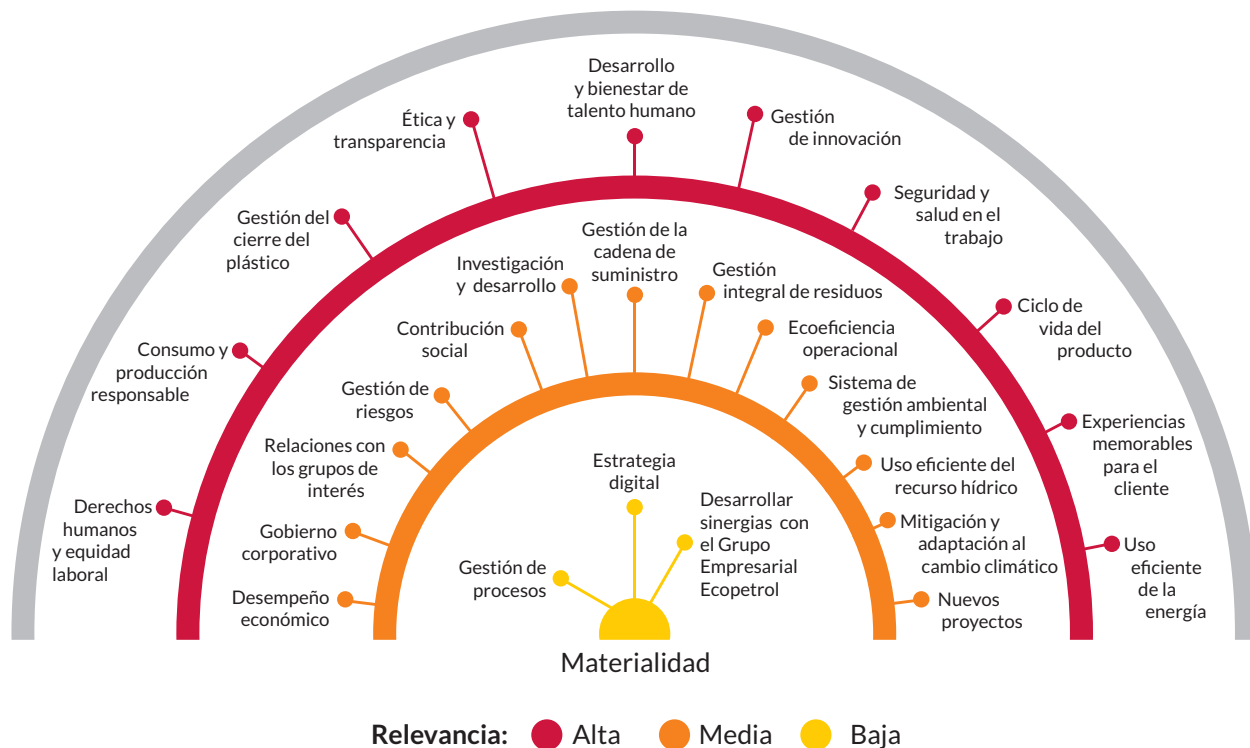 Desarrollo
y bienestar de
talento humano
Ética y
transparencia
Gestión
de innovación
Gestión del
cierre del
plástico
Seguridad y
salud en el
trabajo
Consumo y
producción
responsable
Ciclo de
vida del
producto
Derechos
humanos
y equidad
laboral
Experiencias
memorables
para el
cliente
Uso
eficiente
de la
energía
Gestión de la
cadena de
suministro
Investigación
y desarrollo
Gestión
integral de residuos
Contribución
social
Ecoeficiencia
operacional
Gestión de
riesgos
Sistema de
gestión ambiental
y cumplimiento
Relaciones con
los grupos de
interés
Uso eficiente del
recurso hídrico
Gobierno
corporativo
Mitigación y
adaptación al
cambio climático
Desempeño
económico
Nuevos
proyectos
Estrategia
digital
Gestión de
procesos
Desarrollar
sinergias con
el Grupo
Empresarial
Ecopetrol
Materialidad
Relevancia: Alta Media Baja